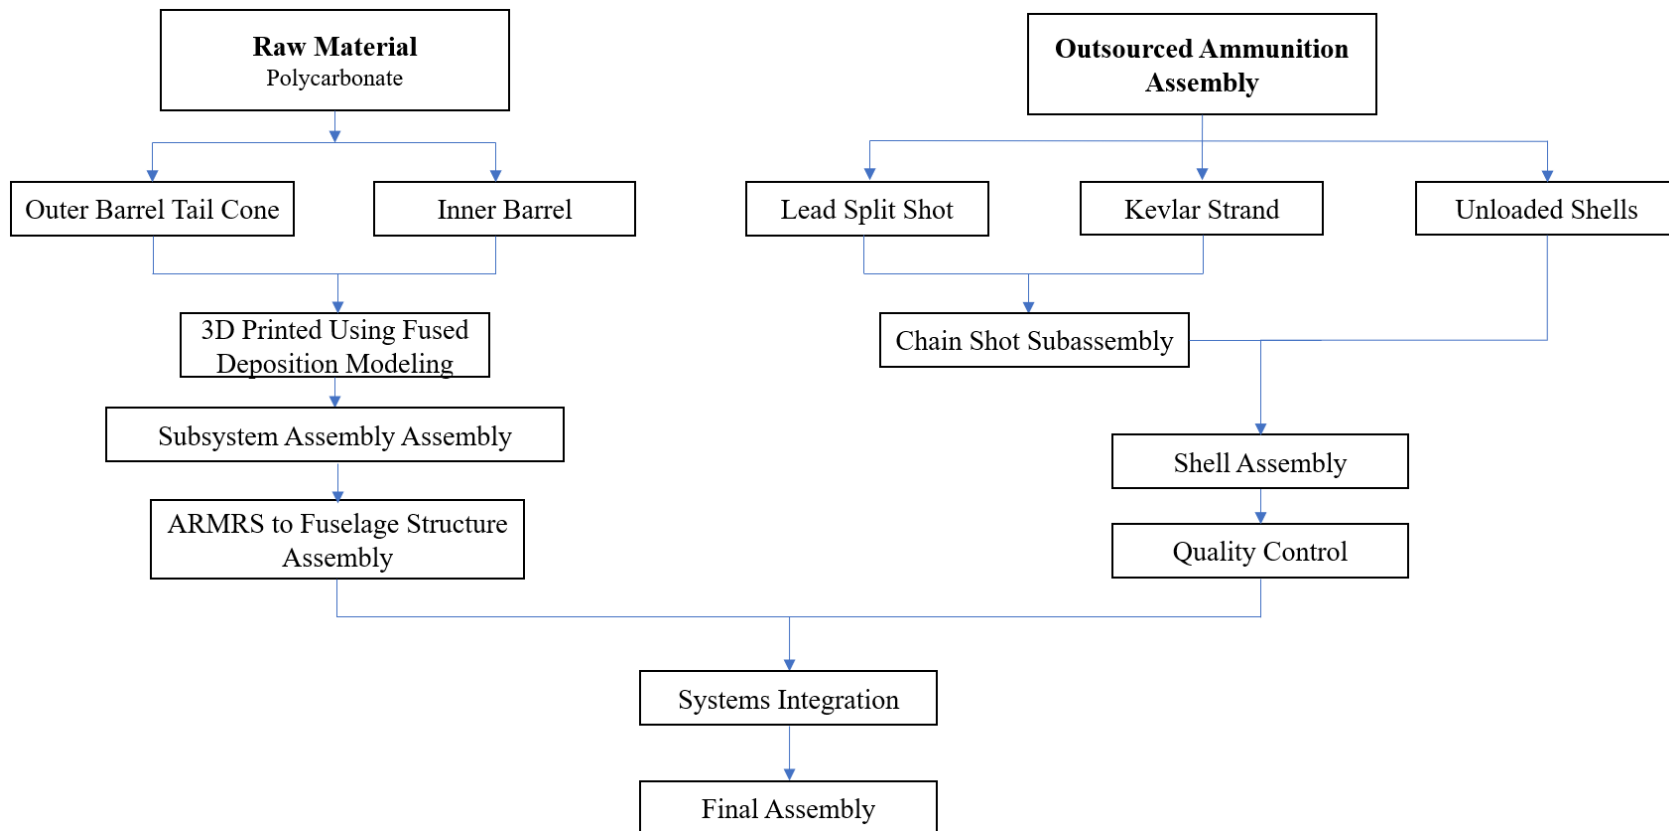 Raw Material
Polycarbonate
Outsourced Ammunition
Assembly
Outer Barrel Tail Cone
Inner Barrel
Lead Split Shot
Kevlar Strand
Unloaded Shells
3D Printed Using Fused
Deposition Modeling
Chain Shot Subassembly
Subsystem Assembly Assembly
Shell Assembly
ARMRS to Fuselage Structure
Assembly
Quality Control
Systems Integration
Final Assembly